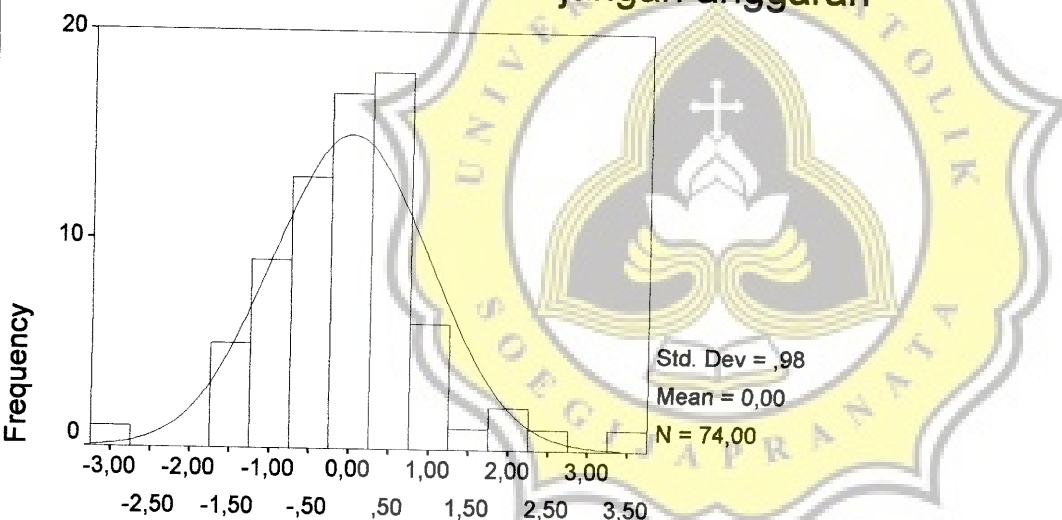 jangan anggaran
20
10
0
Frequency
-3,00 -2,00 -1,00 0,00 1,00 2,00 3,00
-2,50 -1,50 -,50 ,50 1,50 2,50 3,50
Std. Dev = ,98
Mean = 0,00
N = 74,00
SOEGIJAPRANATA